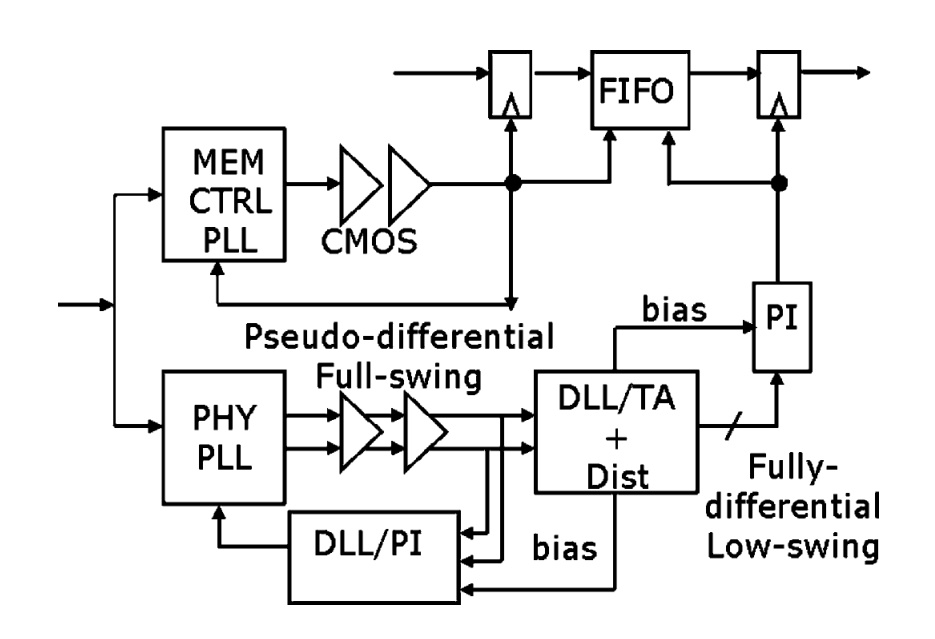 FIFO
MEM
CTRL
PLL
CMOS
bias
PI
Pseudo-differential
Full-swing
PHY
PLL
DLL/TA
+
Dist
Fully-
differential
Low-swing
DLL/PI
bias